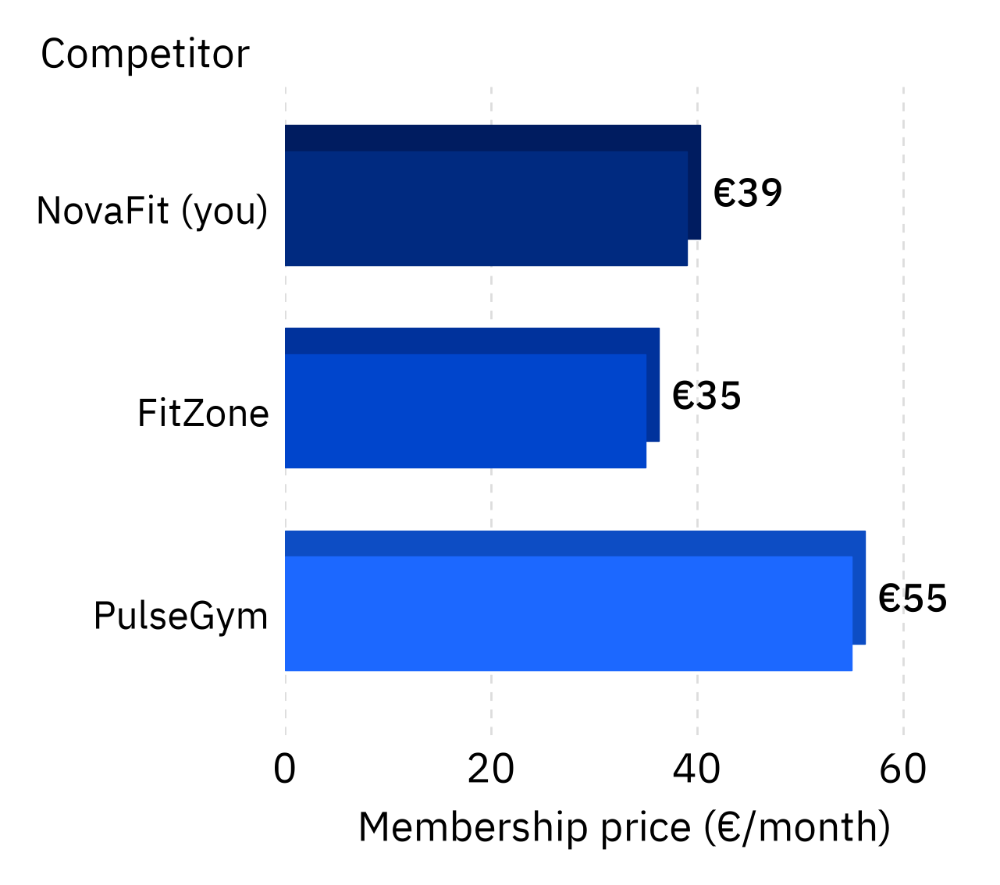 Competitor
NovaFit (you)
€39
FitZone
€35
PulseGym
€55
0 20 40 60
Membership price (€/month)